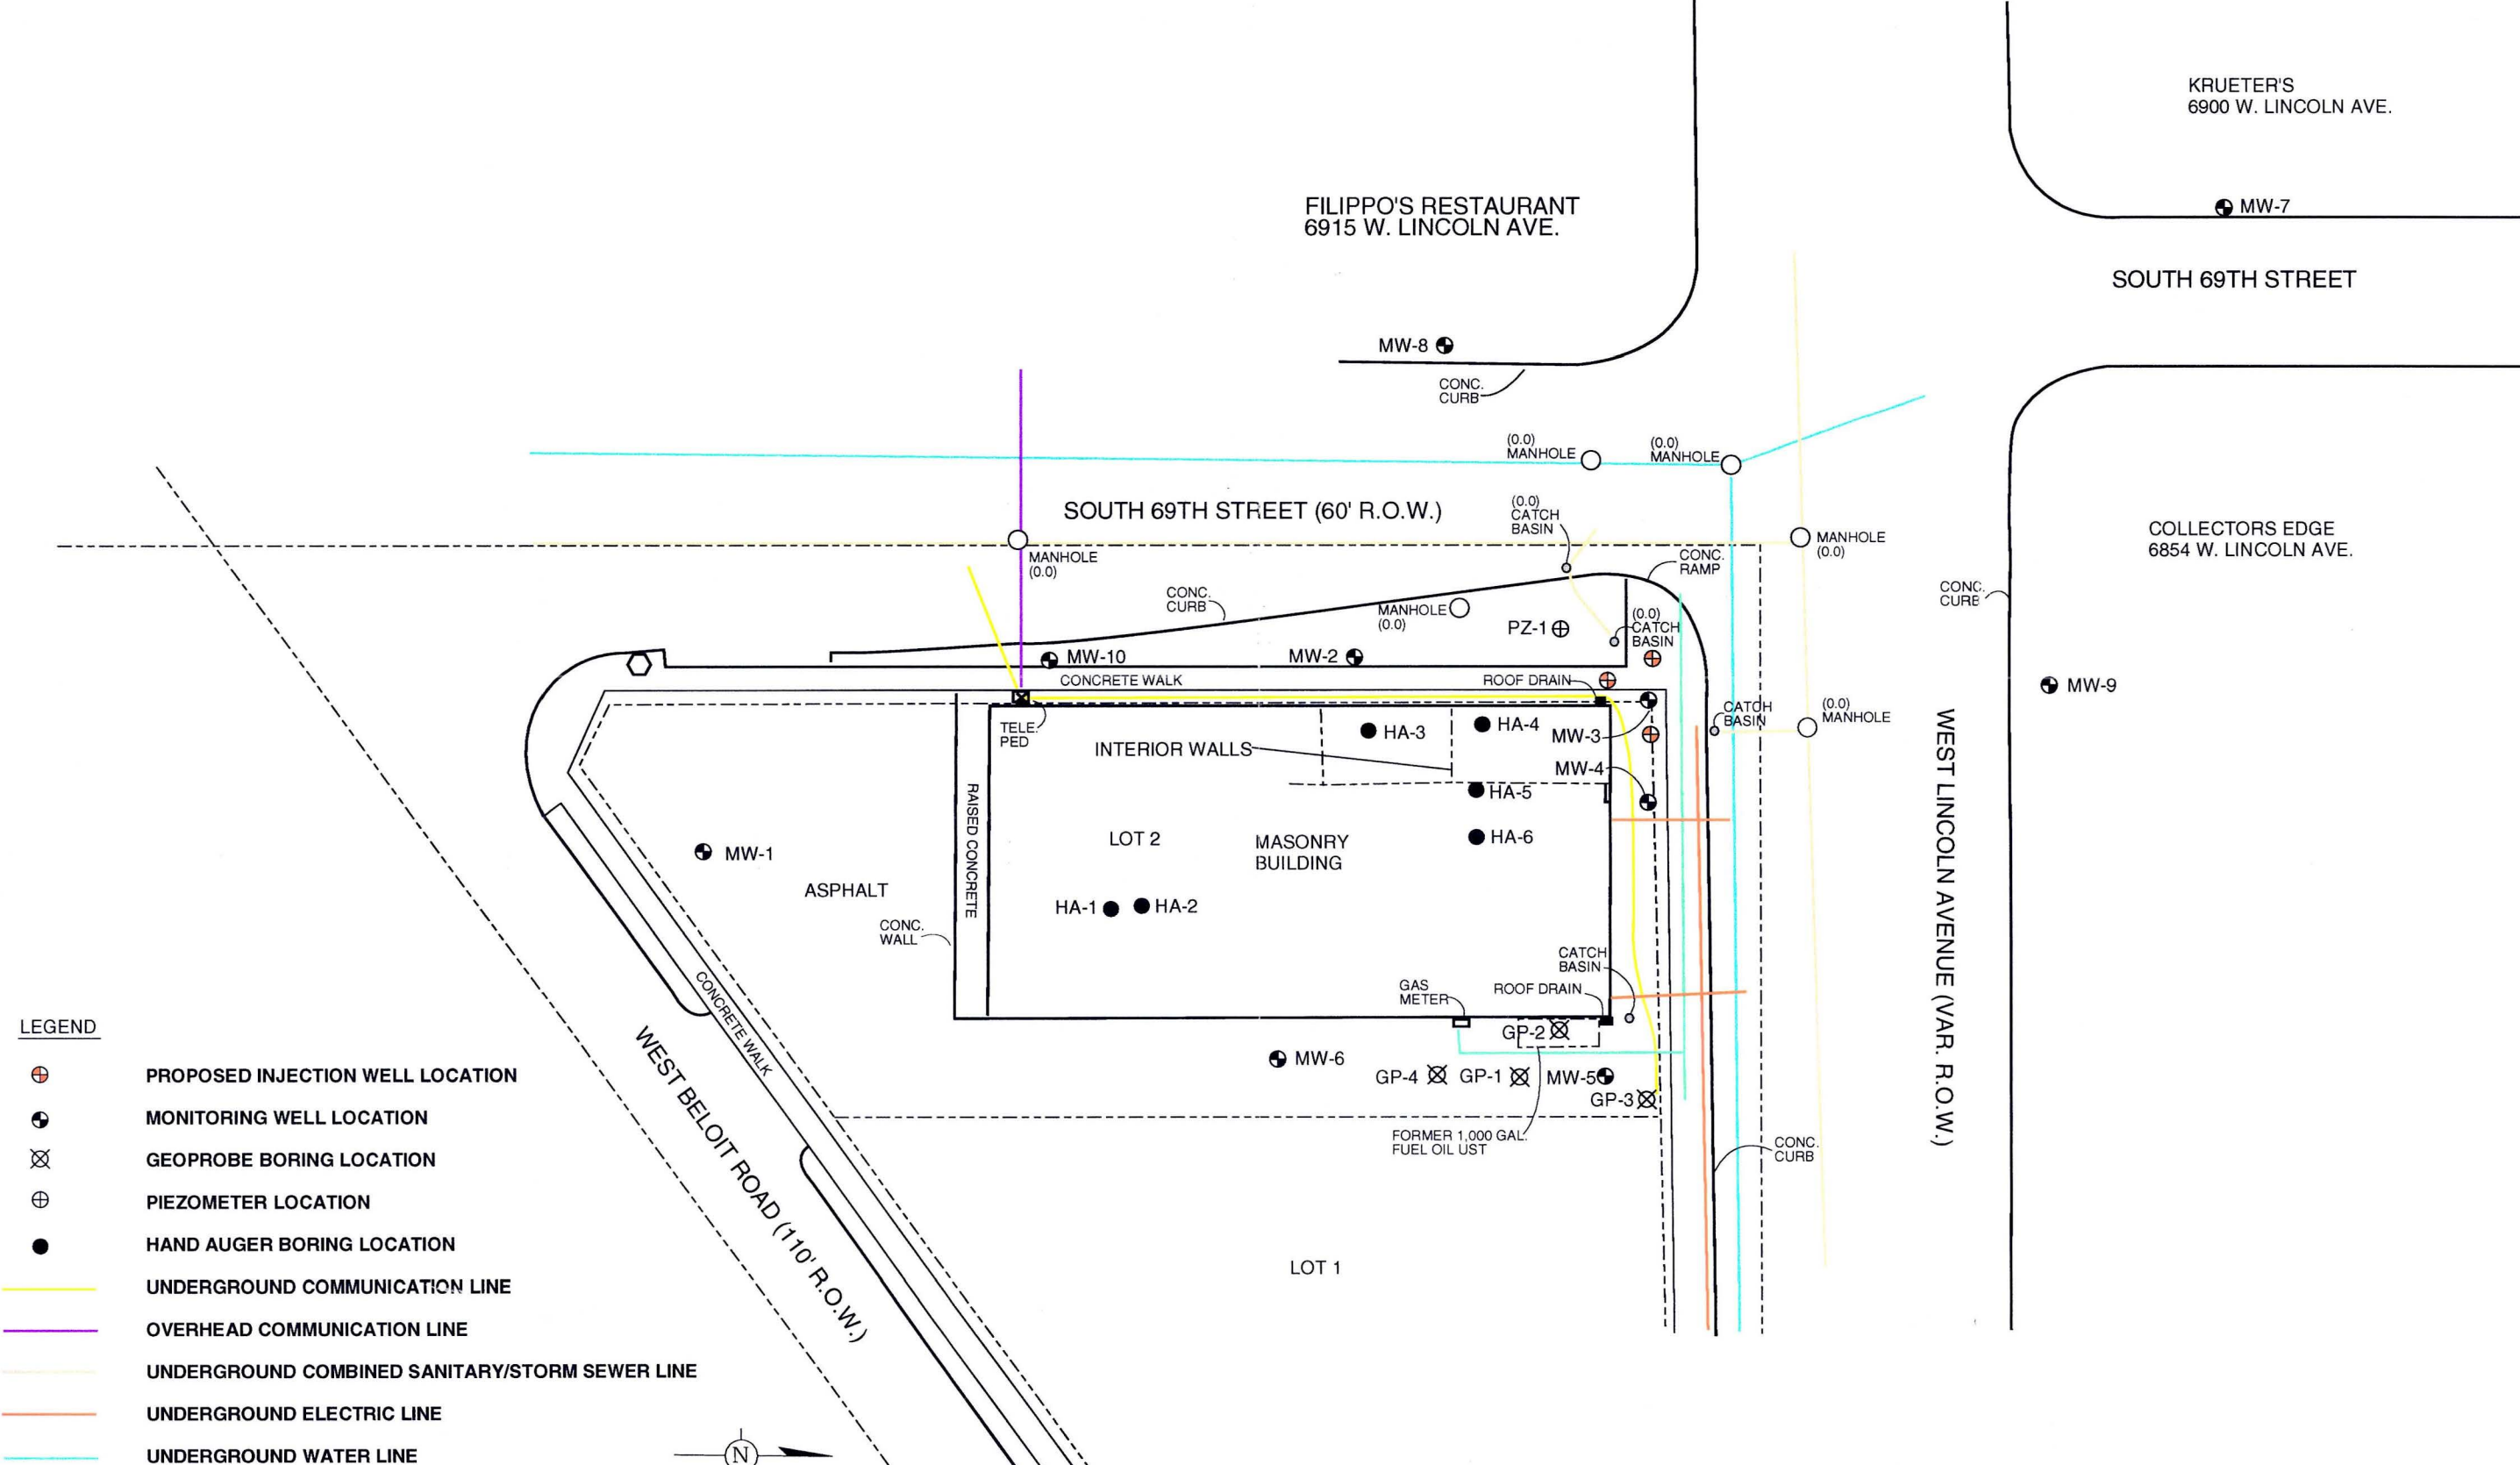 KRUETER'S
6900 W. LINCOLN AVE.
FILIPPO'S RESTAURANT
6915 W. LINCOLN AVE.
MW-7
SOUTH 69TH STREET
MW-8
CONC.
CURB
(0.0)
MANHOLE
(0.0)
MANHOLE
SOUTH 69TH STREET (60' R.O.W.)
(0.0)
CATCH
BASIN
MANHOLE
(0.0)
MANHOLE
(0.0)
COLLECTORS EDGE
6854 W. LINCOLN AVE.
CONC.
RAMP
CONC.
CURB
CONC.
CURB
MANHOLE
(0.0)
PZ-1
(0.0)
CATCH
BASIN
MW-10
MW-2
CONCRETE WALK
ROOF DRAIN
MW-9
TELE.
PED
HA-3
HA-4
MW-3
CATCH
BASIN
(0.0)
MANHOLE
INTERIOR WALLS
MW-4
HA-5
RAISED CONCRETE
LOT 2
MASONRY
BUILDING
HA-6
MW-1
ASPHALT
HA-1
HA-2
CONC.
WALL
WEST LINCOLN AVENUE (VAR. R.O.W.)
CATCH
BASIN
GAS
METER
ROOF DRAIN
CONCRETE WALK
GP-2
MW-6
GP-4
GP-1
MW-5
GP-3
WEST BELOIT ROAD (110' R.O.W.)
FORMER 1,000 GAL.
FUEL OIL UST
CONC.
CURB
LOT 1
LEGEND
PROPOSED INJECTION WELL LOCATION
MONITORING WELL LOCATION
GEOPROBE BORING LOCATION
PIEZOMETER LOCATION
HAND AUGER BORING LOCATION
UNDERGROUND COMMUNICATION LINE
OVERHEAD COMMUNICATION LINE
UNDERGROUND COMBINED SANITARY/STORM SEWER LINE
UNDERGROUND ELECTRIC LINE
UNDERGROUND WATER LINE
N